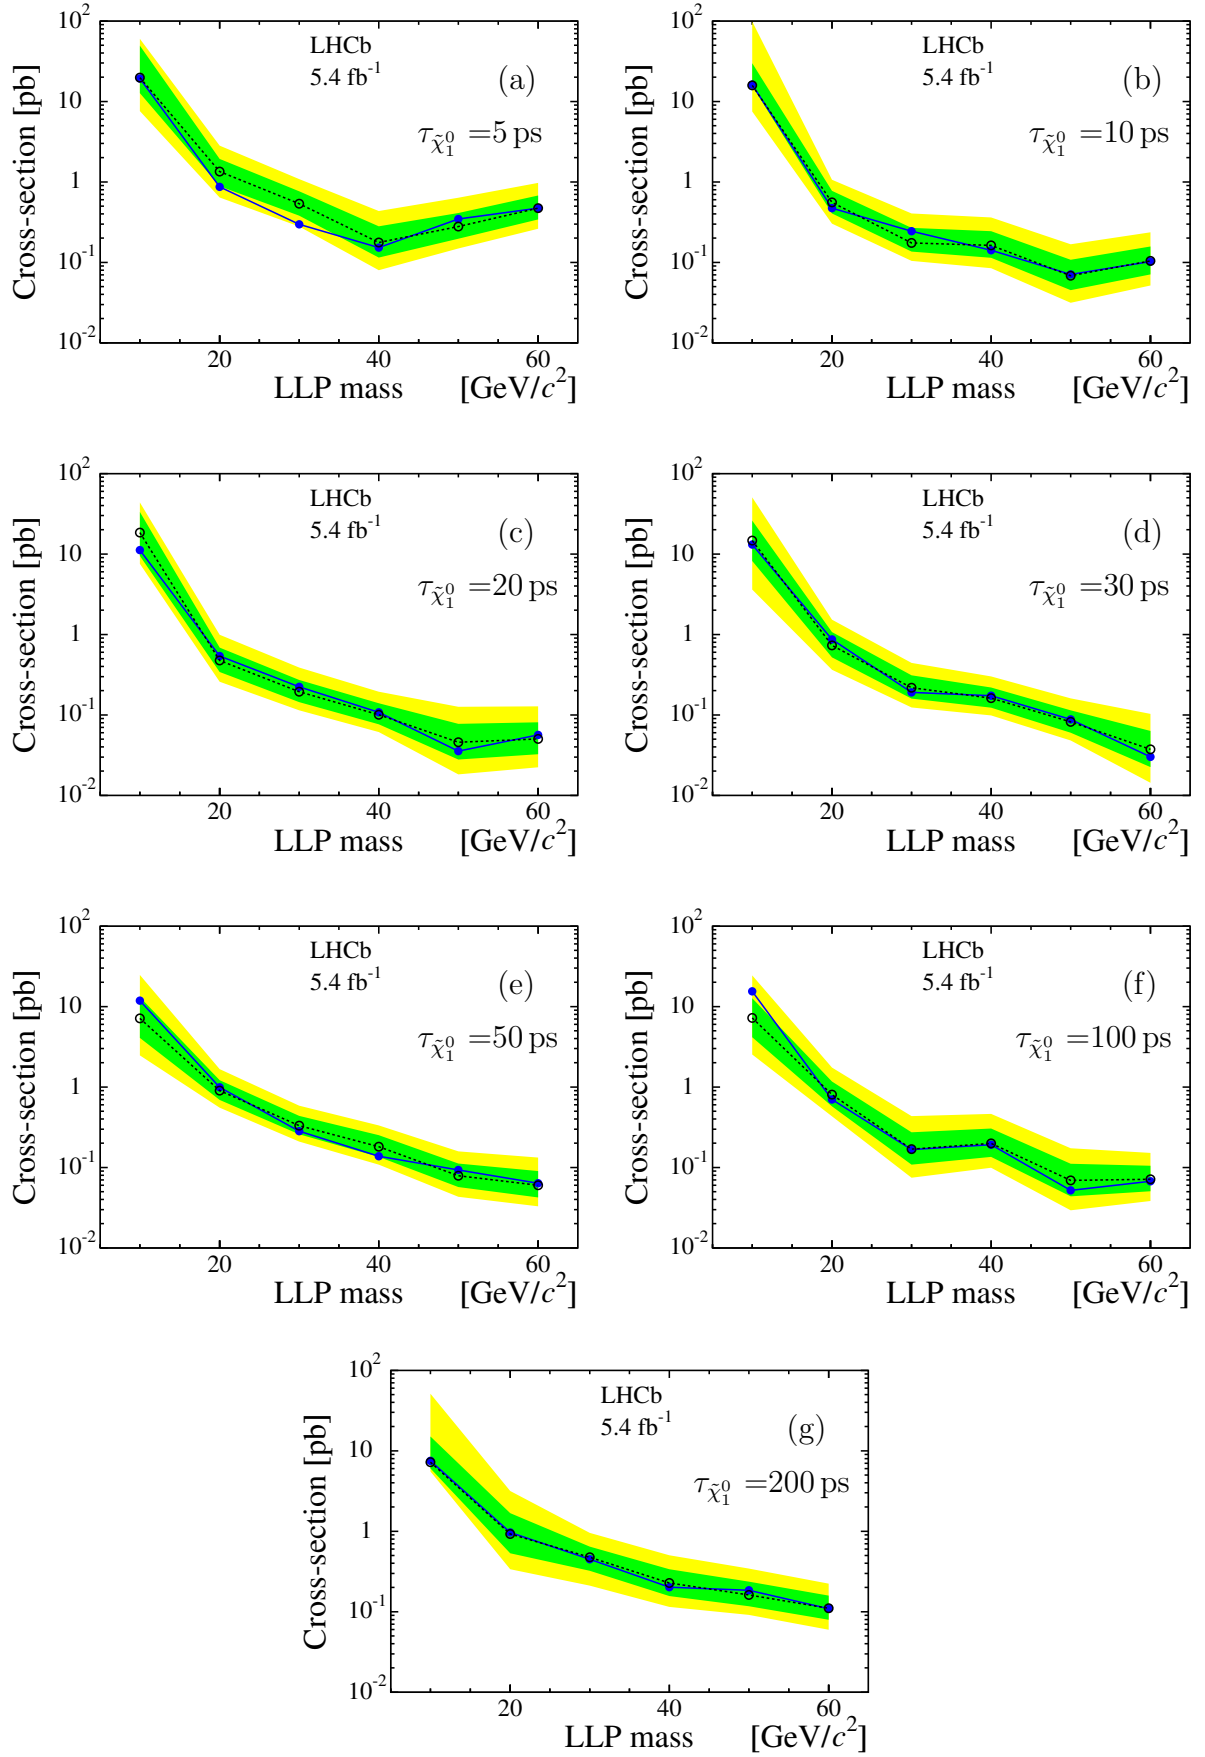 10² 10²
Cross-section [pb] LHCb (a) Cross-section [pb] LHCb (b)
5.4 fb⁻¹ 5.4 fb⁻¹
10 10
τ_χ̃₁⁰ =5 ps τ_χ̃₁⁰ =10 ps
1 1
10⁻¹ 10⁻¹
10⁻² 10⁻²
20 40 60 20 40 60
LLP mass [GeV/c²] LLP mass [GeV/c²]
10² 10²
Cross-section [pb] LHCb (c) Cross-section [pb] LHCb (d)
5.4 fb⁻¹ 5.4 fb⁻¹
10 10
τ_χ̃₁⁰ =20 ps τ_χ̃₁⁰ =30 ps
1 1
10⁻¹ 10⁻¹
10⁻² 10⁻²
20 40 60 20 40 60
LLP mass [GeV/c²] LLP mass [GeV/c²]
10² 10²
Cross-section [pb] LHCb (e) Cross-section [pb] LHCb (f)
5.4 fb⁻¹ 5.4 fb⁻¹
10 10
τ_χ̃₁⁰ =50 ps τ_χ̃₁⁰ =100 ps
1 1
10⁻¹ 10⁻¹
10⁻² 10⁻²
20 40 60 20 40 60
LLP mass [GeV/c²] LLP mass [GeV/c²]
10²
Cross-section [pb] LHCb (g)
5.4 fb⁻¹
10
τ_χ̃₁⁰ =200 ps
1
10⁻¹
10⁻²
20 40 60
LLP mass [GeV/c²]